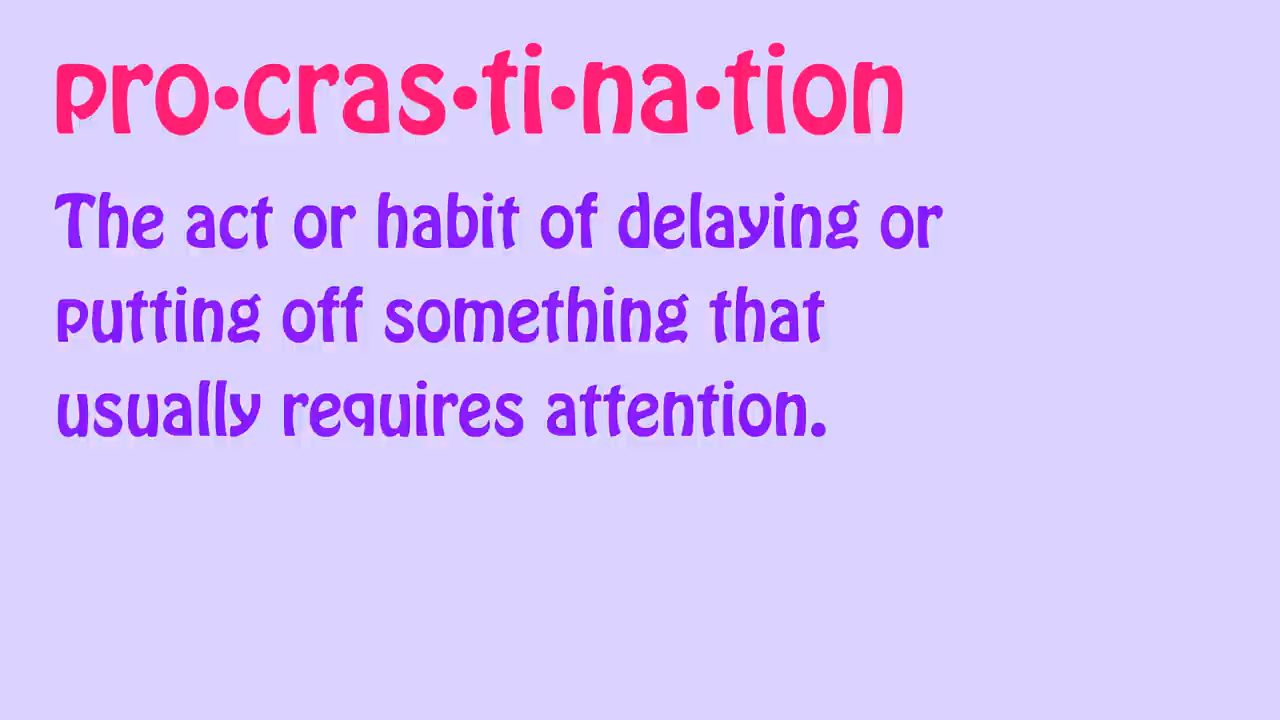 pro•cras•ti•na•tion
The act or habit of delaying or
putting off something that
usually requires attention.